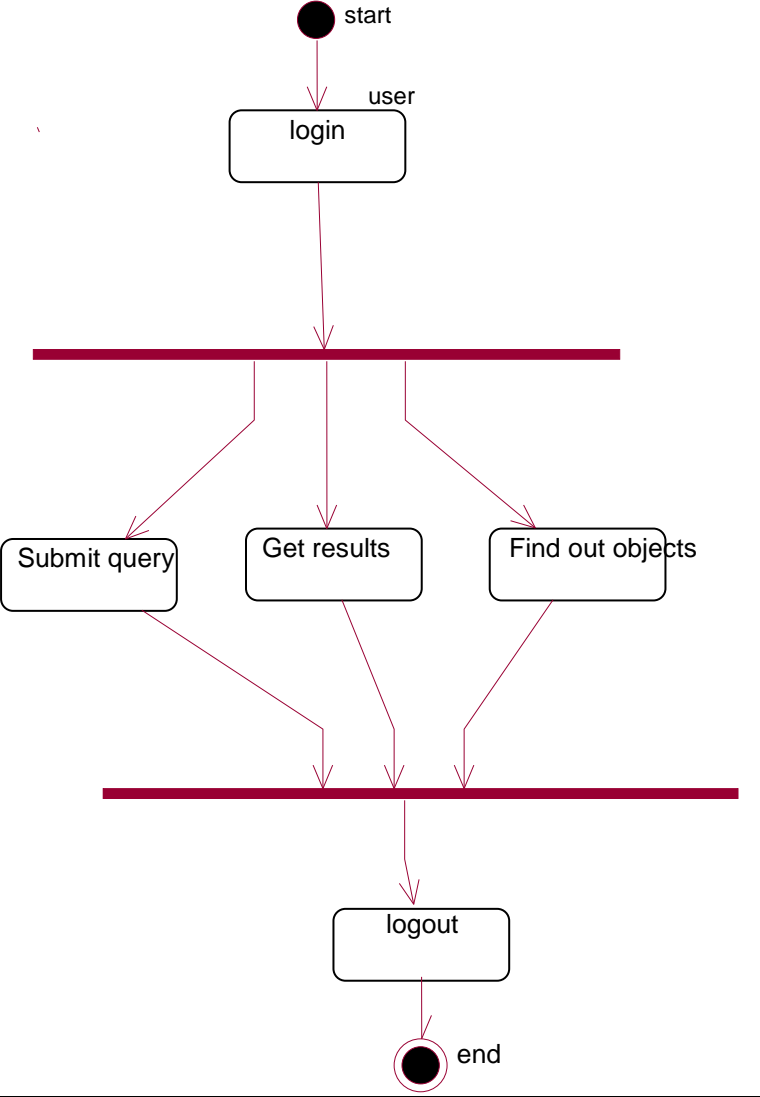 start
user
login
Submit query
Get results
Find out objects
logout
end